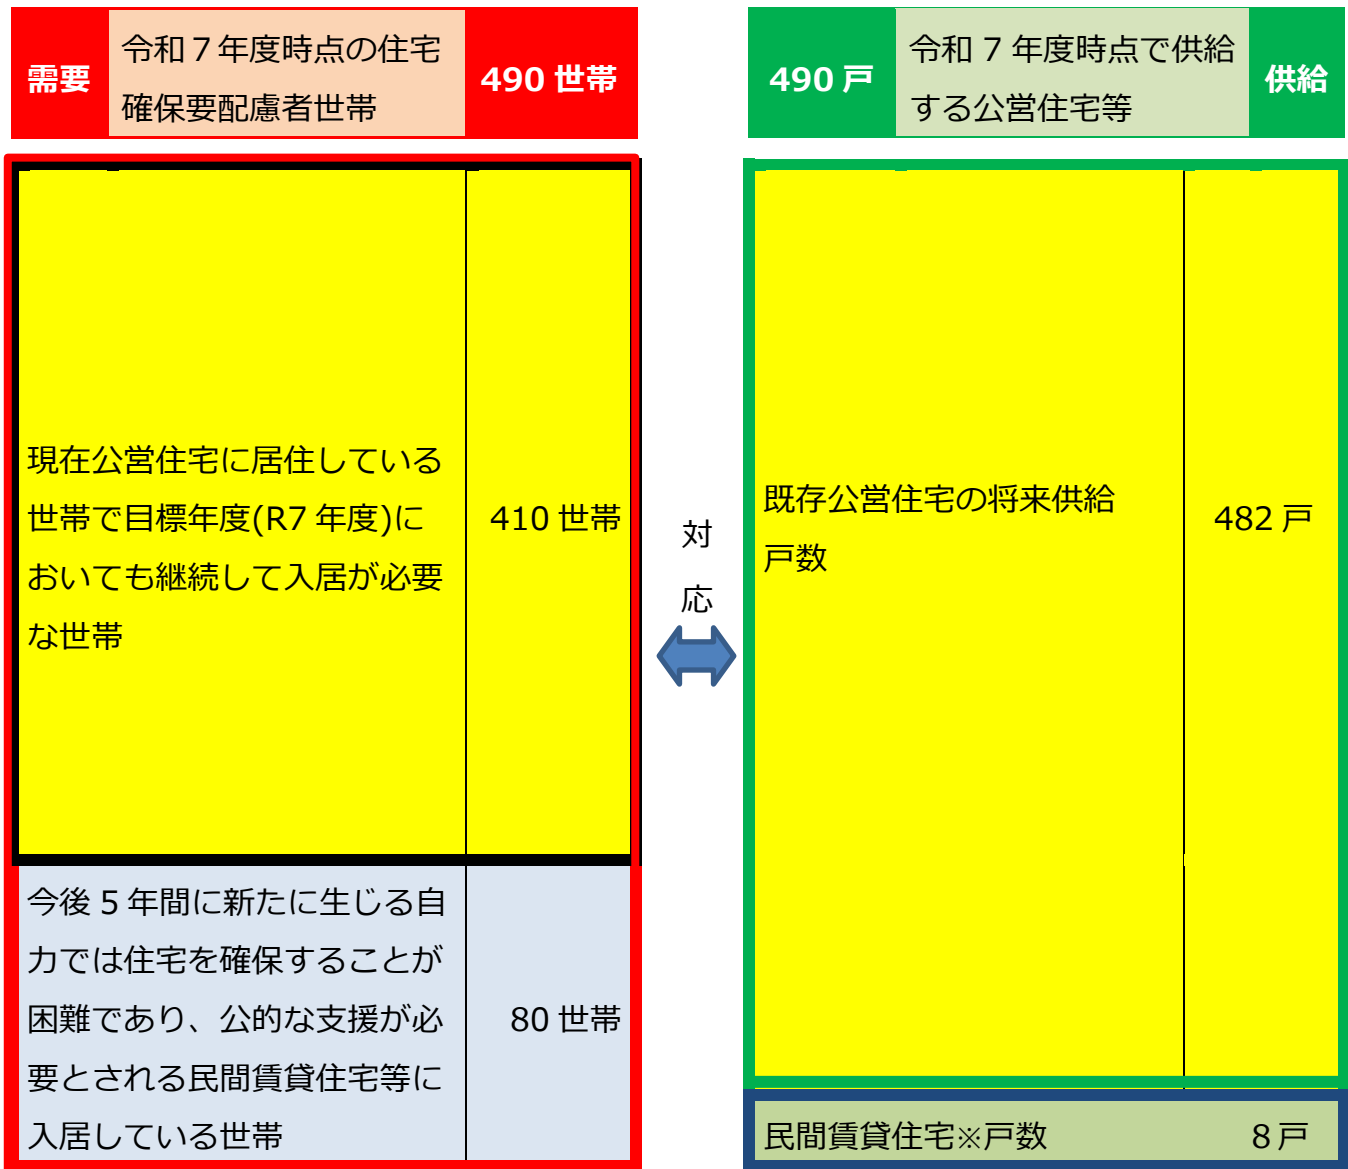 需要
令和７年度時点の住宅
確保要配慮者世帯
490 世帯
490 戸
令和 7 年度時点で供給
する公営住宅等
供給
現在公営住宅に居住している
世帯で目標年度(R7 年度)に
おいても継続して入居が必要
な世帯
410 世帯
今後 5 年間に新たに生じる自
力では住宅を確保することが
困難であり、公的な支援が必
要とされる民間賃貸住宅等に
入居している世帯
80 世帯
対
応
既存公営住宅の将来供給
戸数
482 戸
民間賃貸住宅※戸数
8 戸